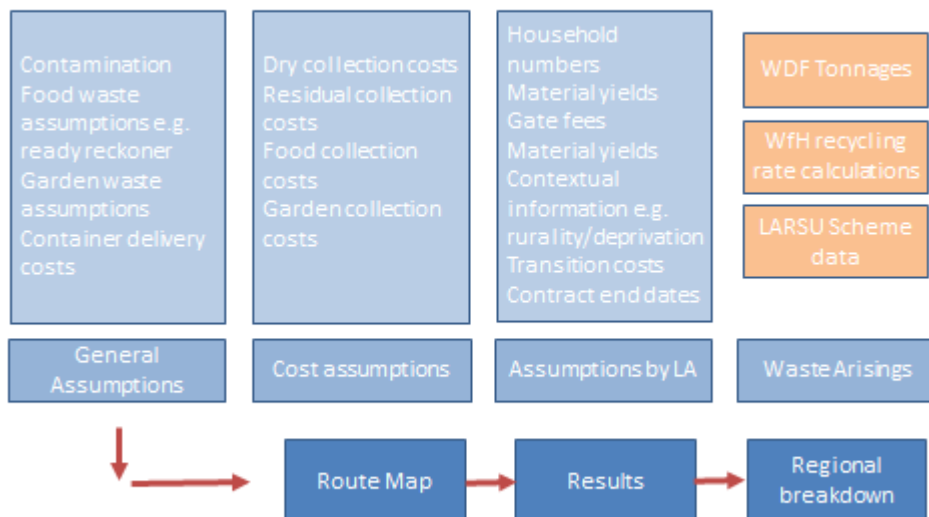 Contamination
Food waste
assumptions e.g.
ready reckoner
Garden waste
assumptions
Container delivery
costs
Dry collection costs
Residual collection
costs
Food collection
costs
Garden collection
costs
Household
numbers
Material yields
Gate fees
Material yields
Contextual
information e.g.
rurality/deprivation
Transition costs
Contract end dates
WDF Tonnages
WfH recycling
rate calculations
LARSU Scheme
data
General
Assumptions
Cost assumptions
Assumptions by LA
Waste Arisings
Route Map
Results
Regional
breakdown